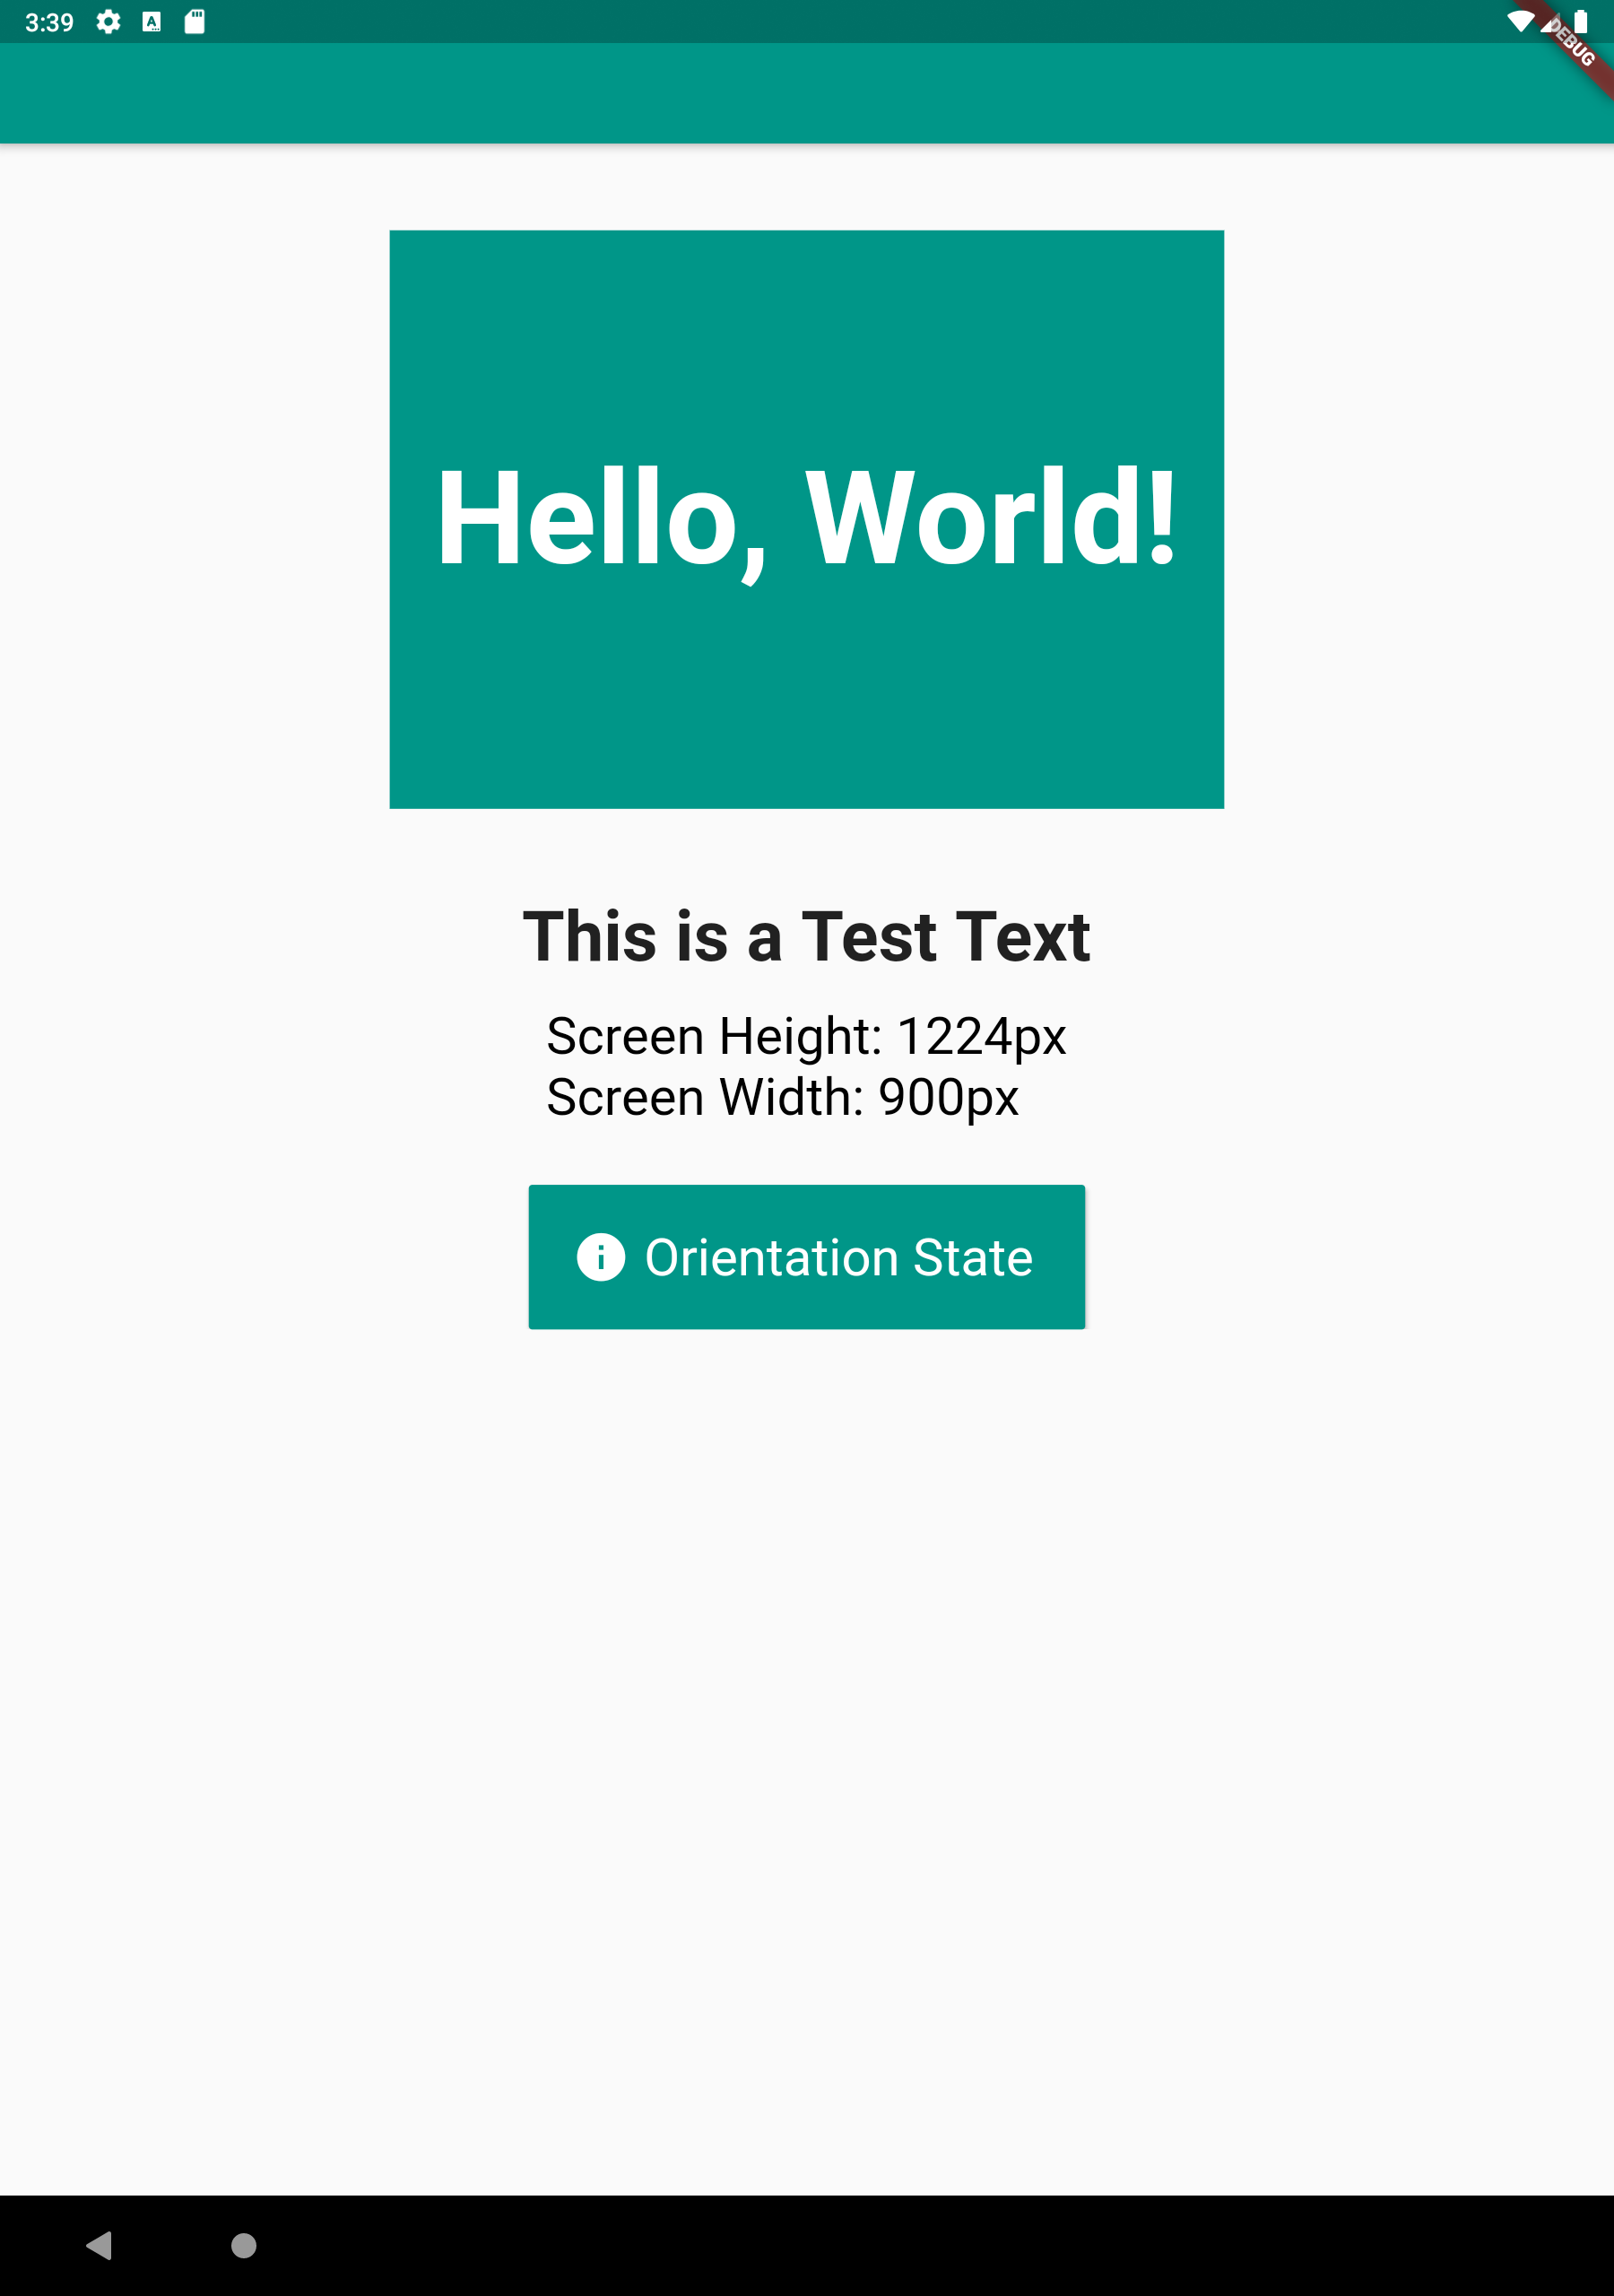 3:39
DEBUG
Hello, World!
This is a Test Text
Screen Height: 1224px
Screen Width: 900px
Orientation State